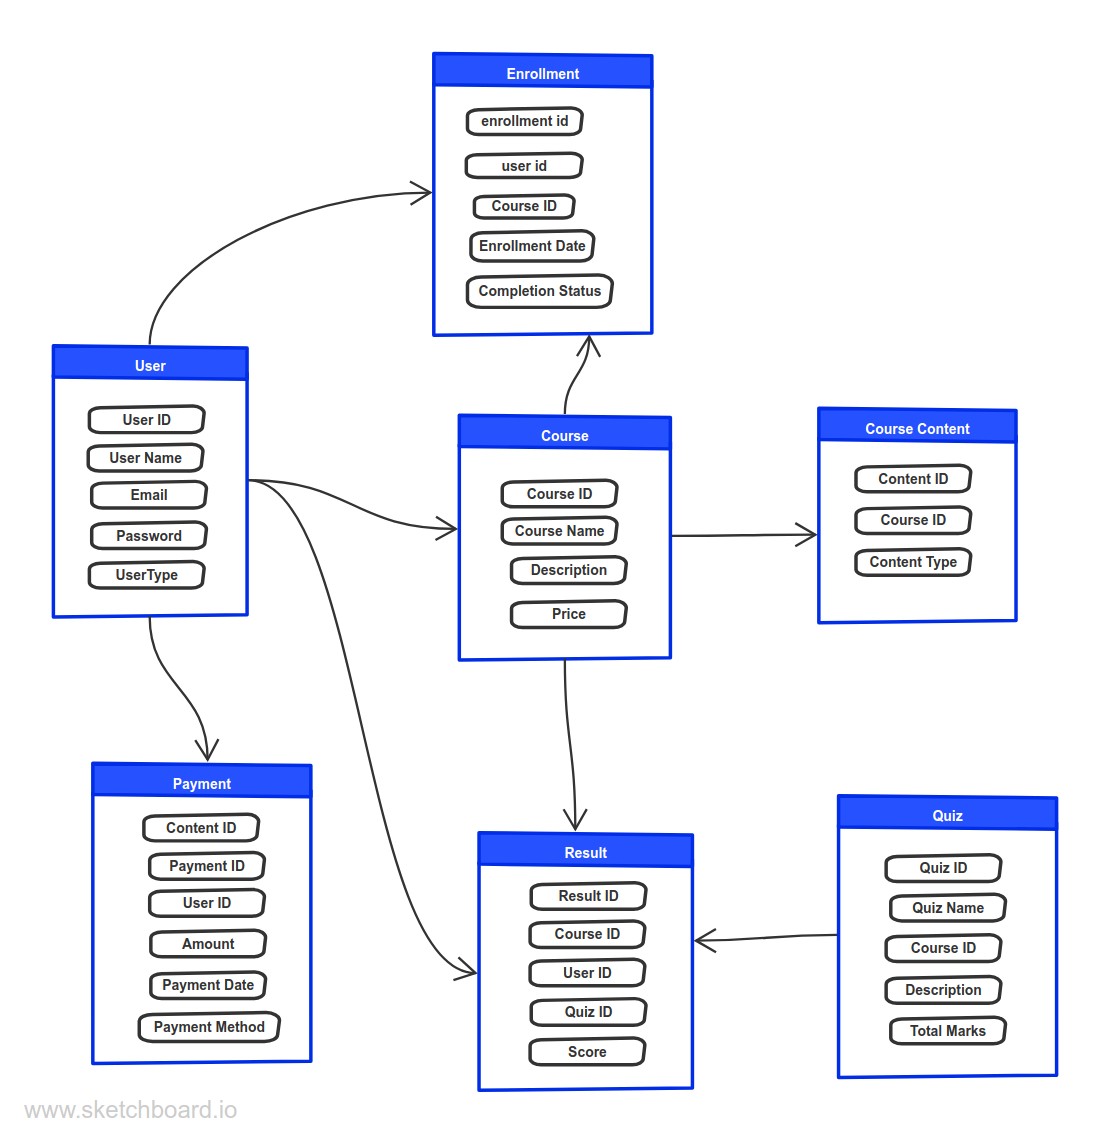 Enrollment
enrollment id
user id
Course ID
Enrollment Date
Completion Status
User
User ID
User Name
Email
Password
UserType
Course
Course ID
Course Name
Description
Price
Course Content
Content ID
Course ID
Content Type
Payment
Content ID
Payment ID
User ID
Amount
Payment Date
Payment Method
Result
Result ID
Course ID
User ID
Quiz ID
Score
Quiz
Quiz ID
Quiz Name
Course ID
Description
Total Marks
www.sketchboard.io